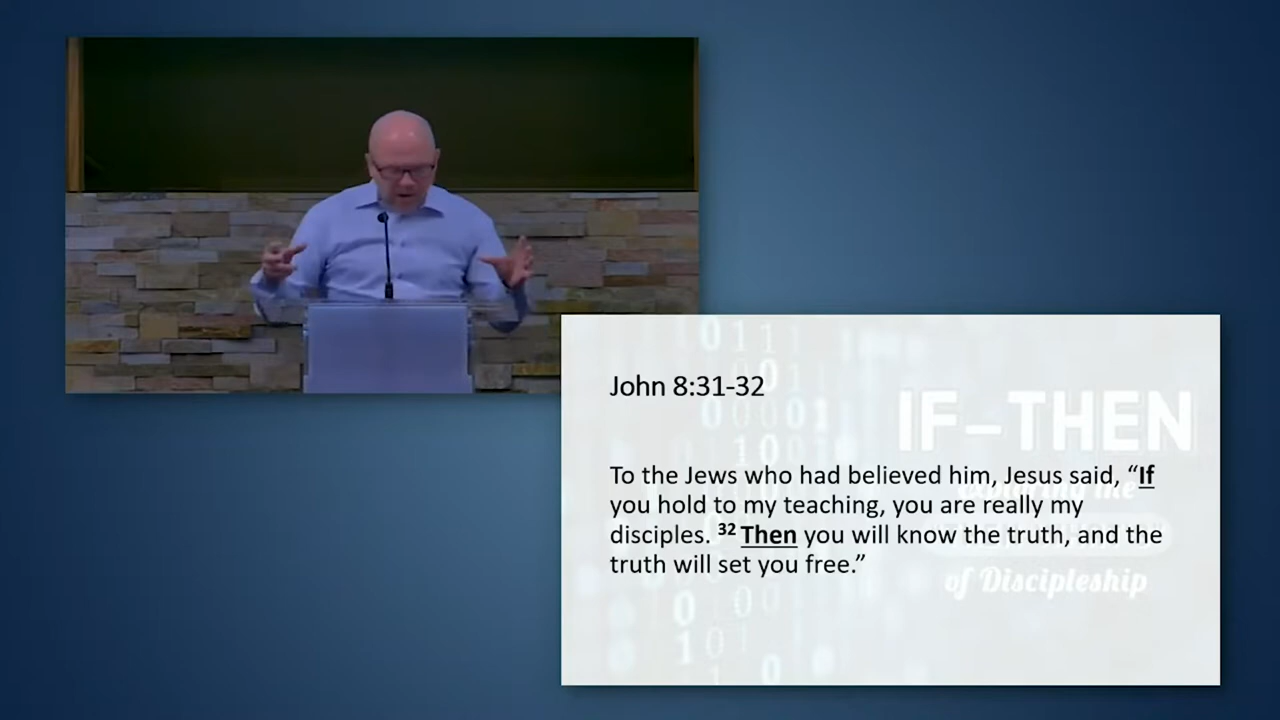 John 8:31-32
To the Jews who had believed him, Jesus said, “If
you hold to my teaching, you are really my
disciples. 32 Then you will know the truth, and the
truth will set you free.”
IF–THEN
of Discipleship